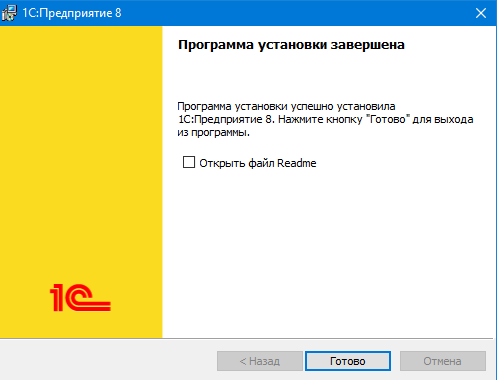 1С:Предприятие 8
Программа установки завершена
Программа установки успешно установила
1С:Предприятие 8. Нажмите кнопку "Готово" для выхода
из программы.
Открыть файл Readme
1С
< Назад
Готово
Отмена